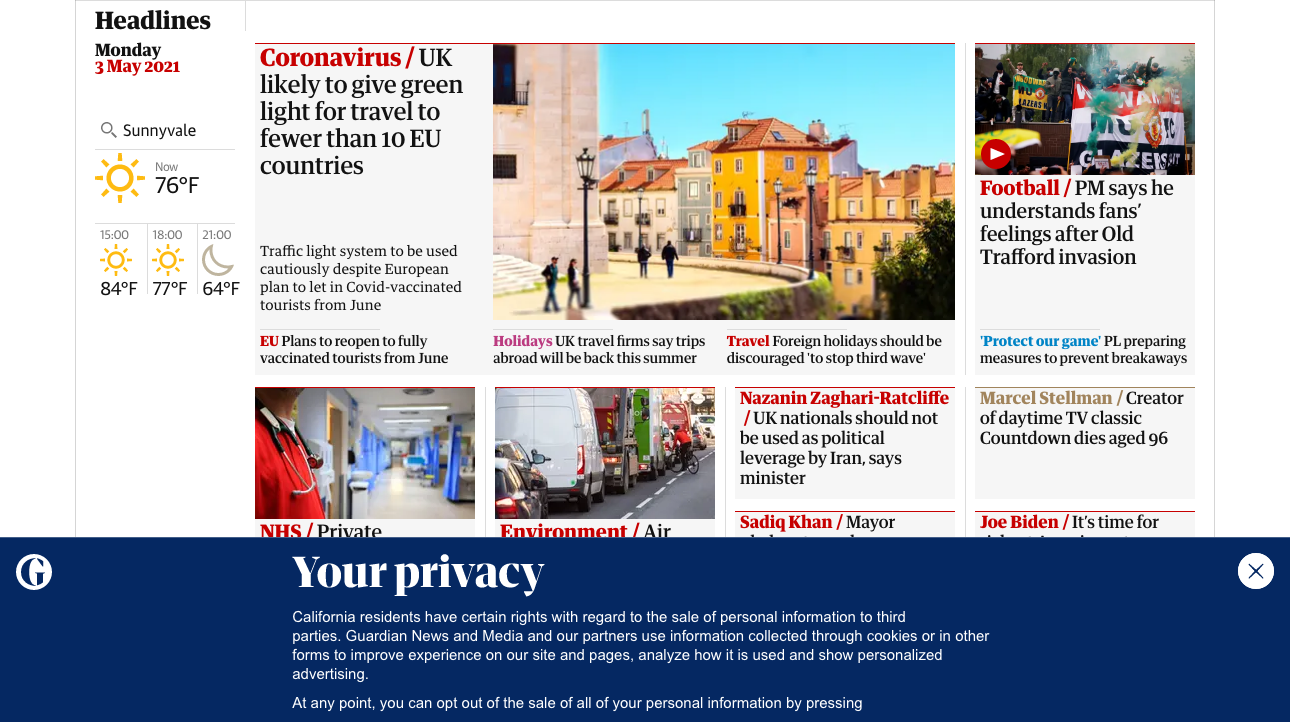 Headlines
Monday
3 May 2021
Sunnyvale
Now
76°F
15:00
18:00
21:00
84°F
77°F
64°F
Coronavirus / UK
likely to give green
light for travel to
fewer than 10 EU
countries
Traffic light system to be used
cautiously despite European
plan to let in Covid-vaccinated
tourists from June
EU Plans to reopen to fully
vaccinated tourists from June
Holidays UK travel firms say trips
abroad will be back this summer
Travel Foreign holidays should be
discouraged 'to stop third wave'
Football / PM says he
understands fans’
feelings after Old
Trafford invasion
'Protect our game' PL preparing
measures to prevent breakaways
NHS / Private
Environment / Air
Nazanin Zaghari-Ratcliffe
/ UK nationals should not
be used as political
leverage by Iran, says
minister
Sadiq Khan / Mayor
Marcel Stellman / Creator
of daytime TV classic
Countdown dies aged 96
Joe Biden / It’s time for
Your privacy
California residents have certain rights with regard to the sale of personal information to third
parties. Guardian News and Media and our partners use information collected through cookies or in other
forms to improve experience on our site and pages, analyze how it is used and show personalized
advertising.
At any point, you can opt out of the sale of all of your personal information by pressing